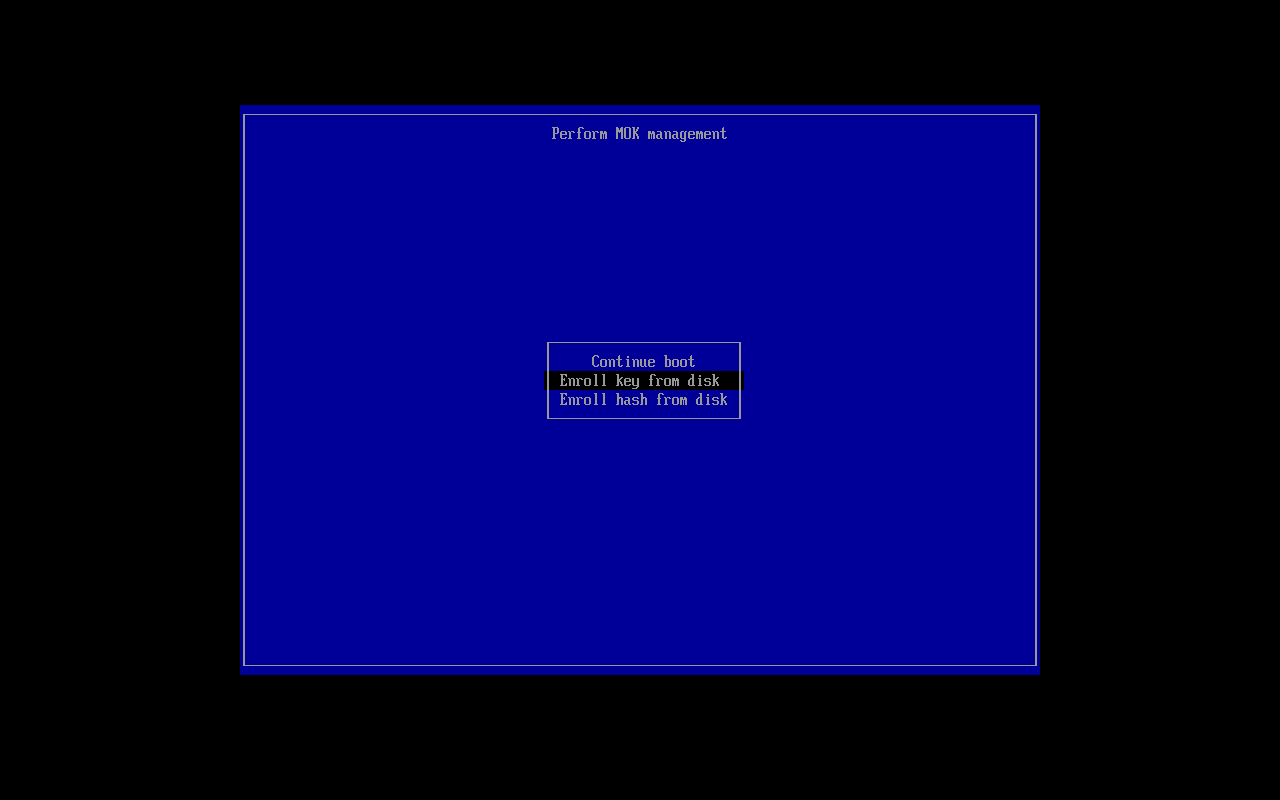 Perform MOK management
Continue boot
Enroll key from disk
Enroll hash from disk